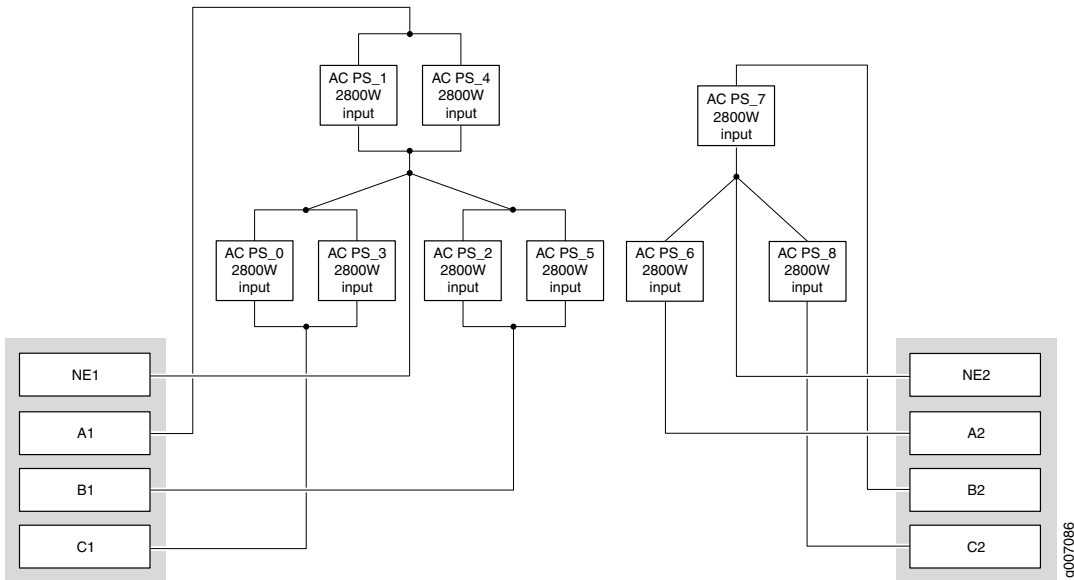 AC PS_1
2800W
input
AC PS_4
2800W
input
AC PS_7
2800W
input
AC PS_0
2800W
input
AC PS_3
2800W
input
AC PS_2
2800W
input
AC PS_5
2800W
input
AC PS_6
2800W
input
AC PS_8
2800W
input
NE1
A1
B1
C1
NE2
A2
B2
C2
g007086